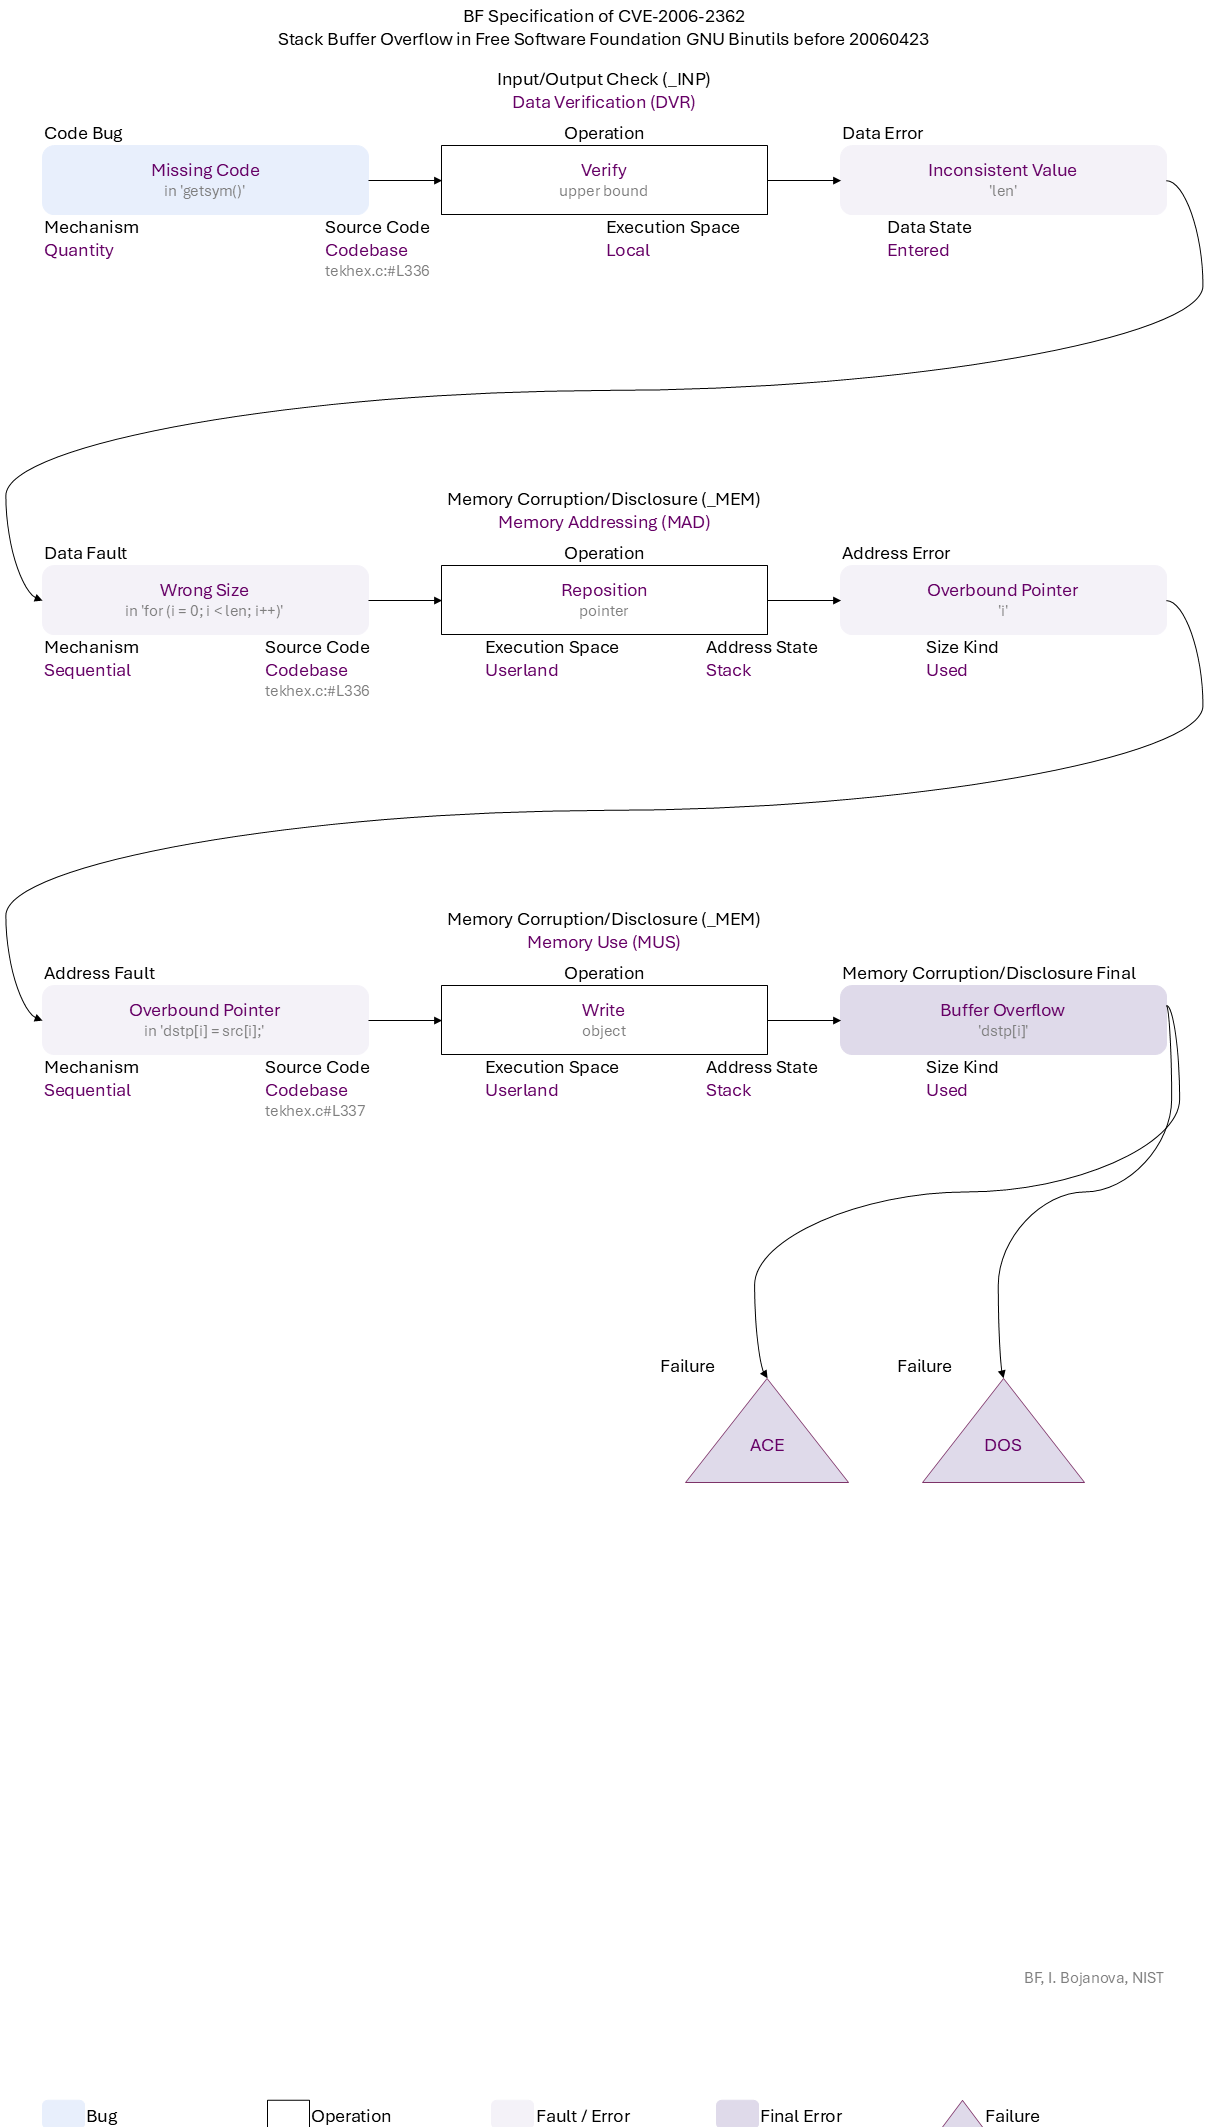 BF Specification of CVE-2006-2362
Stack Buffer Overflow in Free Software Foundation GNU Binutils before 20060423
Input/Output Check (_INP)
Data Verification (DVR)
Code Bug Operation Data Error
Missing Code Verify Inconsistent Value
in 'getsym()' upper bound 'len'
Mechanism Source Code Execution Space Data State
Quantity Codebase Local Entered
tekhex.c:#L336
Memory Corruption/Disclosure (_MEM)
Memory Addressing (MAD)
Data Fault Operation Address Error
Wrong Size Reposition Overbound Pointer
in 'for (i = 0; i < len; i++)' pointer 'i'
Mechanism Source Code Execution Space Address State Size Kind
Sequential Codebase Userland Stack Used
tekhex.c:#L336
Memory Corruption/Disclosure (_MEM)
Memory Use (MUS)
Address Fault Operation Memory Corruption/Disclosure Final
Overbound Pointer Write Buffer Overflow
in 'dstp[i] = src[i];' object 'dstp[i]'
Mechanism Source Code Execution Space Address State Size Kind
Sequential Codebase Userland Stack Used
tekhex.c#L337
Failure Failure
ACE DOS
BF, I. Bojanova, NIST
Bug Operation Fault / Error Final Error Failure